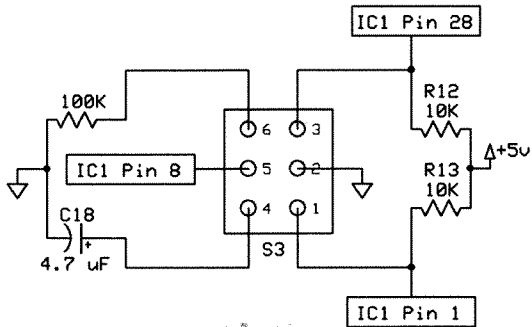 IC1 Pin 28
100K
R12
10K
6
3
+5v
IC1 Pin 8
5
2
R13
10K
C18
4
1
4.7 uF
+
S3
IC1 Pin 1